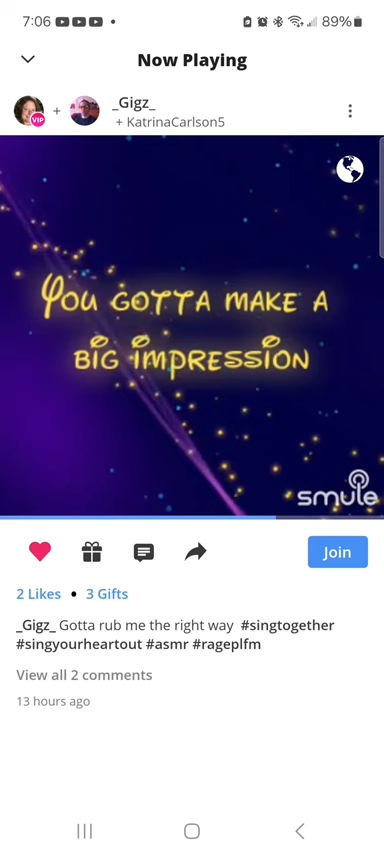 7:06
89%
Now Playing
VIP
+
_Gigz_
+ KatrinaCarlson5
You gotta make a
big impression
smule
Join
2 Likes • 3 Gifts
_Gigz_ Gotta rub me the right way #singtogether
#singyourheartout #asmr #rageplfm
View all 2 comments
13 hours ago